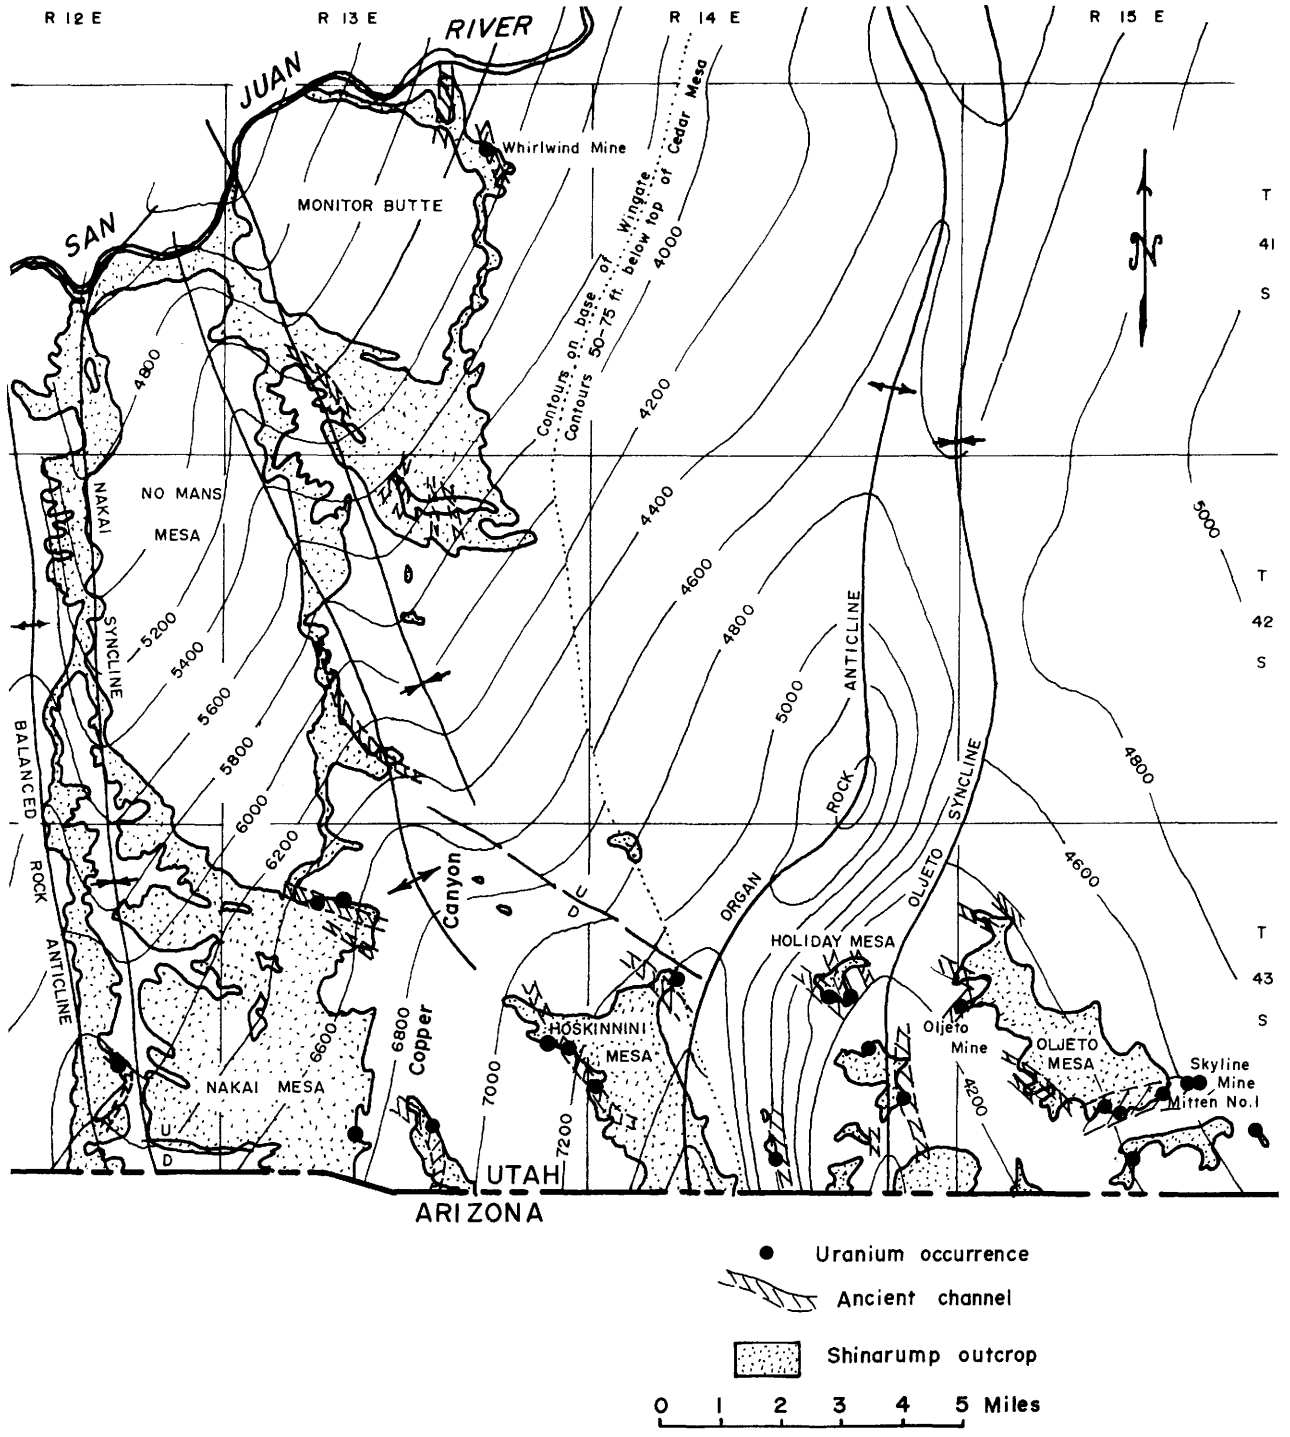 R 12 E
R 13 E
R 14 E
R 15 E
SAN JUAN RIVER
Whirlwind Mine
MONITOR BUTTE
Contours on base of Wingate
Contours 50-75 ft. below top of Cedar Mesa
4000
T
41
S
4800
4200
NO MANS
MESA
NAKAI SYNCLINE
4400
5000
4600
T
42
S
5200
5400
5600
5800
6000
6200
4800
5000
ORGAN ROCK ANTICLINE
OLJETO SYNCLINE
4800
4600
BALANCED ROCK ANTICLINE
U
D
Copper Canyon
HOLIDAY MESA
T
43
S
HOSKINNINI
MESA
Oljeto
Mine
OLJETO
MESA
Skyline
Mine
Mitten No.1
NAKAI MESA
6600
6800
7000
7200
4200
U
D
UTAH
ARIZONA
N
Uranium occurrence
Ancient channel
Shinarump outcrop
0 1 2 3 4 5 Miles